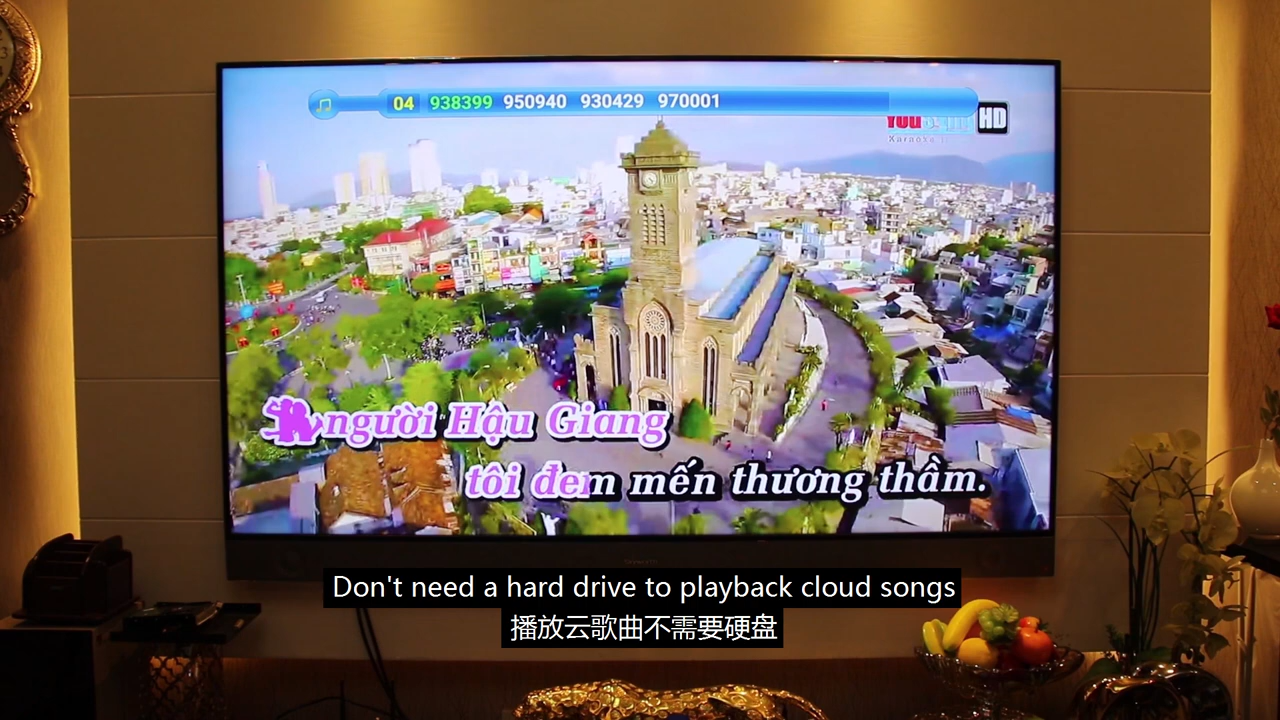 04 938399 950940 930429 970001
HD
Karaoke
người Hậu Giang
tôi đem mến thương thầm.
Don't need a hard drive to playback cloud songs
播放云歌曲不需要硬盘